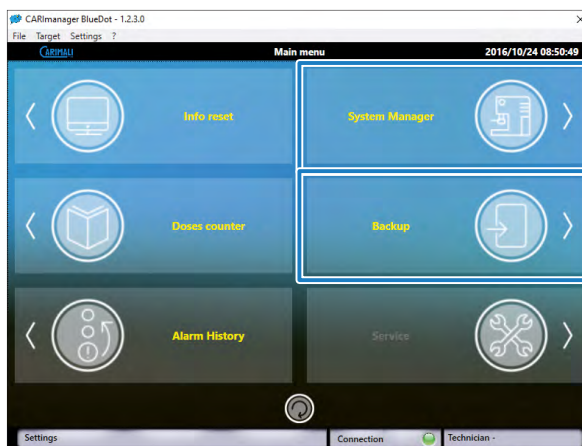 CARImanager BlueDot - 1.2.3.0
File Target Settings ?
CARIMALI Main menu 2016/10/24 08:50:49
Info reset System Manager
Doses counter Backup
Alarm History Service
Settings Connection Technician -